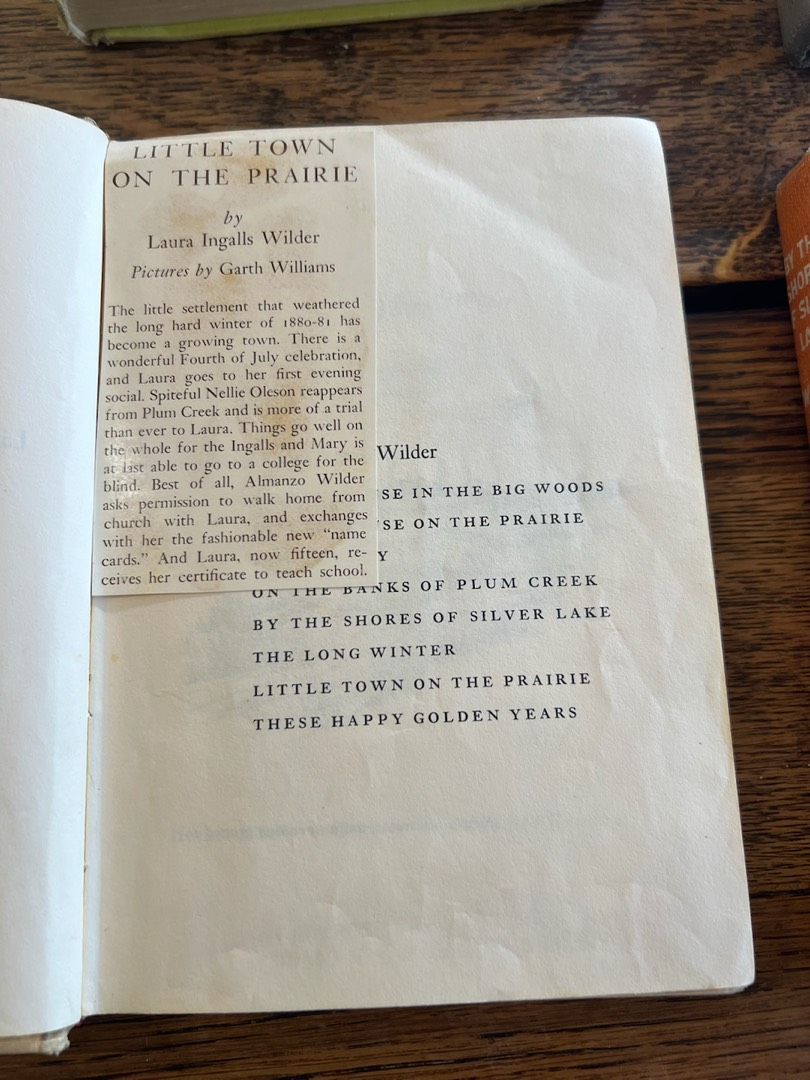 LITTLE TOWN
ON THE PRAIRIE
by
Laura Ingalls Wilder
Pictures by Garth Williams
The little settlement that weathered
the long hard winter of 1880-81 has
become a growing town. There is a
wonderful Fourth of July celebration,
and Laura goes to her first evening
social. Spiteful Nellie Oleson reappears
from Plum Creek and is more of a trial
than ever to Laura. Things go well on
the whole for the Ingalls and Mary is
at last able to go to a college for the
blind. Best of all, Almanzo Wilder
asks permission to walk home from
church with Laura, and exchanges
with her the fashionable new “name
cards.” And Laura, now fifteen, re-
ceives her certificate to teach school.
Wilder
SE IN THE BIG WOODS
SE ON THE PRAIRIE
Y
ON THE BANKS OF PLUM CREEK
BY THE SHORES OF SILVER LAKE
THE LONG WINTER
LITTLE TOWN ON THE PRAIRIE
THESE HAPPY GOLDEN YEARS